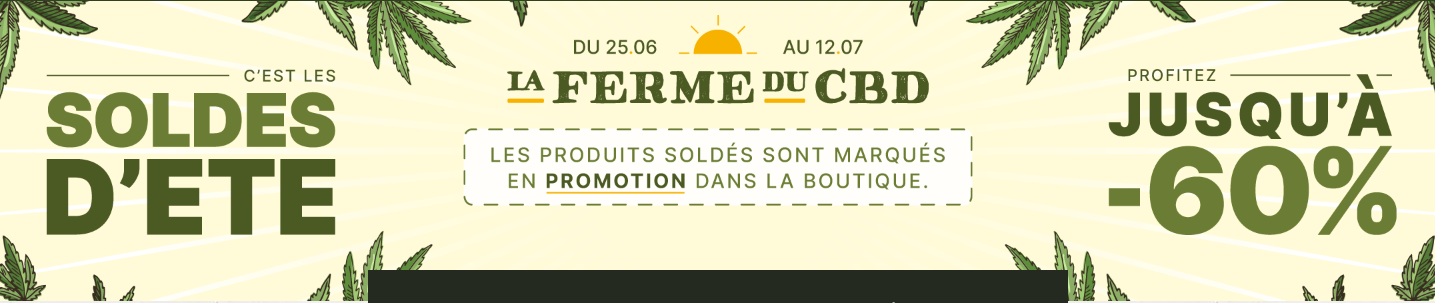 C'EST LES
SOLDES
D'ETE
DU 25.06 AU 12.07
LA FERME DU CBD
LES PRODUITS SOLDÉS SONT MARQUÉS
EN PROMOTION DANS LA BOUTIQUE.
PROFITEZ
JUSQU'À
-60%